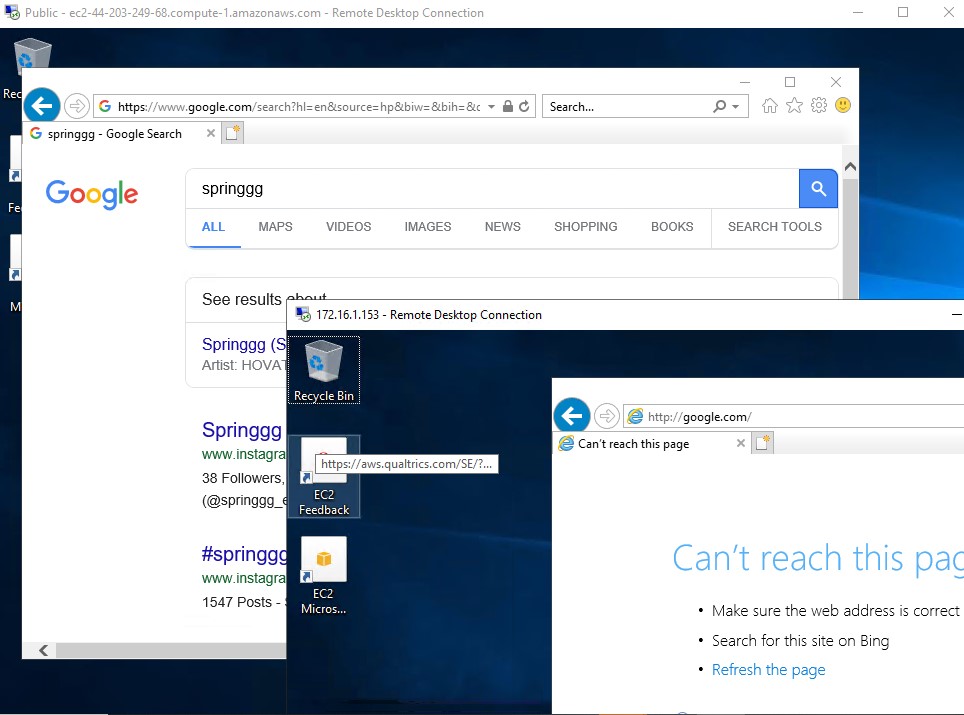 Public - ec2-44-203-249-68.compute-1.amazonaws.com - Remote Desktop Connection
Rec
https://www.google.com/search?hl=en&source=hp&biw=&bih=&c
Search...
springgg - Google Search
Google
springgg
Fe
ALL MAPS VIDEOS IMAGES NEWS SHOPPING BOOKS SEARCH TOOLS
M
See results about
172.16.1.153 - Remote Desktop Connection
Springgg (S
Artist: HOVAT
Recycle Bin
http://google.com/
Can't reach this page
Springgg
www.instagra
38 Followers,
(@springgg_e
https://aws.qualtrics.com/SE/?...
EC2
Feedback
#springgg
www.instagra
1547 Posts -
EC2
Micros...
Can't reach this pag
• Make sure the web address is correct
• Search for this site on Bing
• Refresh the page